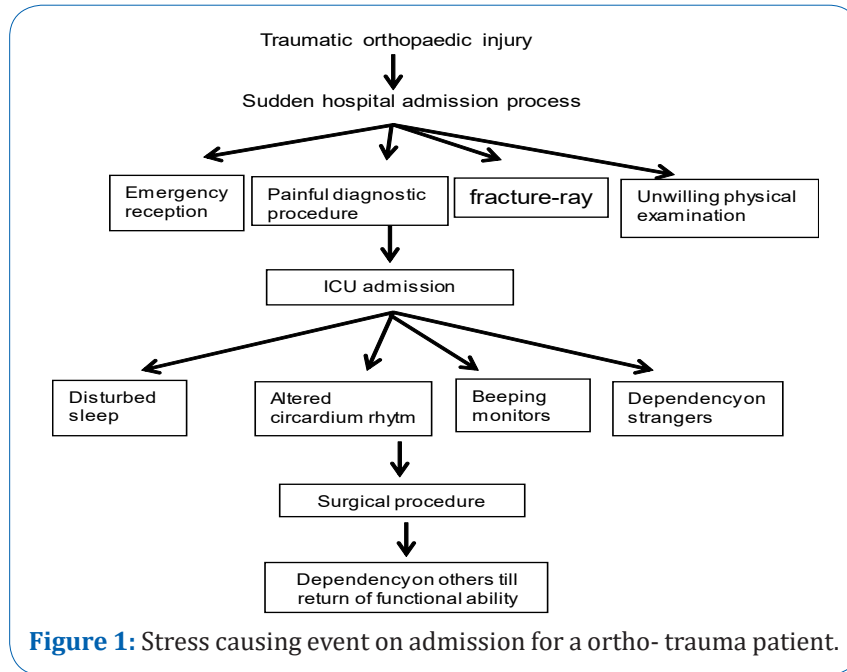 Traumatic orthopaedic injury
Sudden hospital admission process
Emergency
reception
Painful diagnostic
procedure
fracture-ray
Unwilling physical
examination
ICU admission
Disturbed
sleep
Altered
circardium rhytm
Beeping
monitors
Dependencyon
strangers
Surgical procedure
Dependencyon others till
return of functional ability
Figure 1: Stress causing event on admission for a ortho- trauma patient.